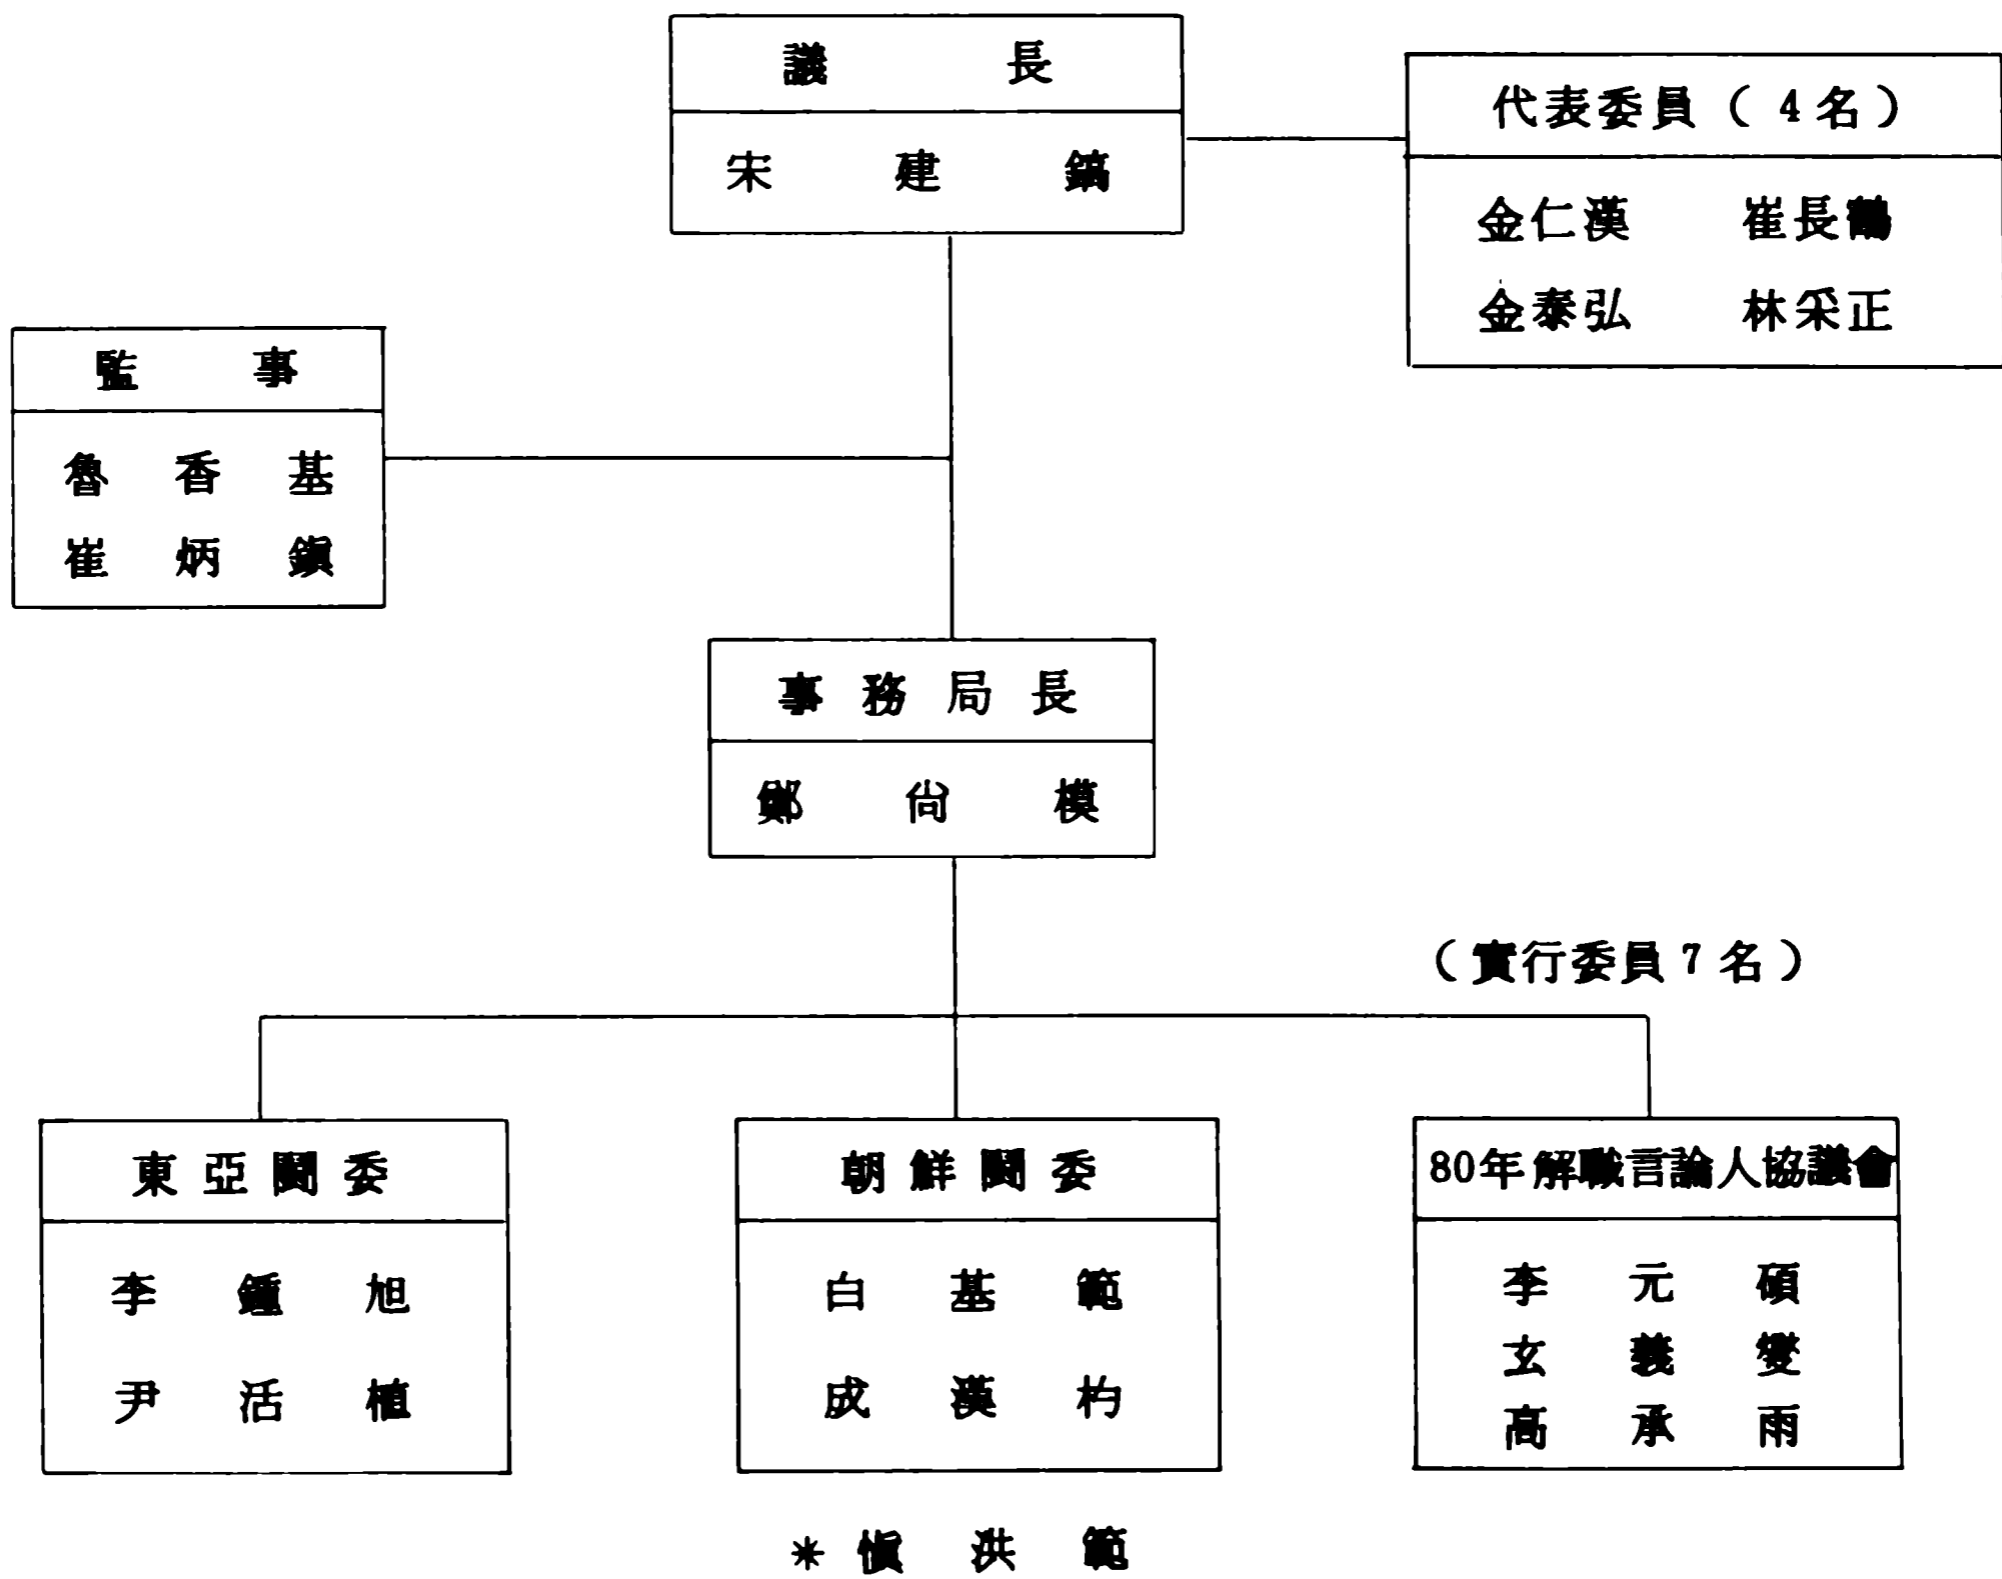 議長
宋建鎬
代表委員(4名)
金仁漢 崔長鶴
金泰弘 林采正
監事
魯香基
崔炳鎭
事務局長
鄭尙模
(實行委員7名)
東亞鬪委
李鍾旭
尹活植
朝鮮鬪委
白基範
成漢杓
80年解職言論人協議會
李元碩
玄義燮
高承雨
*愼洪範